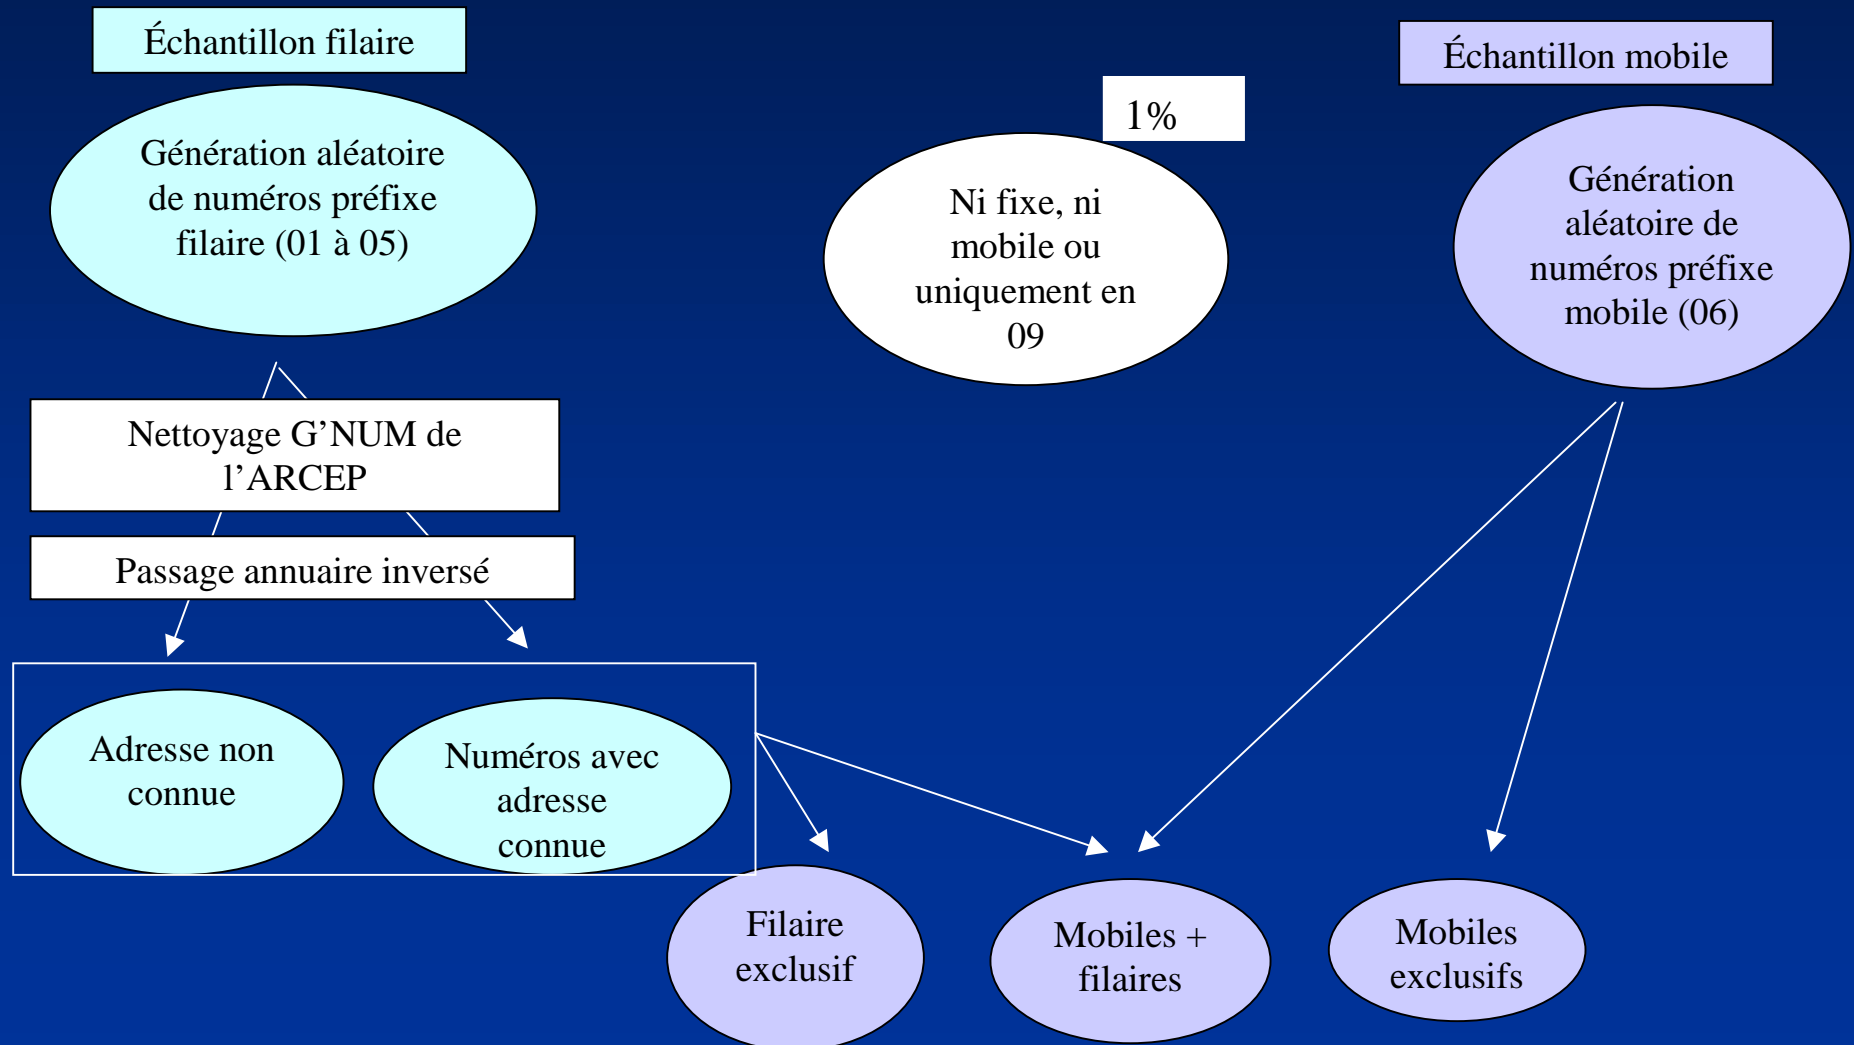 Échantillon filaire
Génération aléatoire
de numéros préfixe
filaire (01 à 05)
1%
Ni fixe, ni
mobile ou
uniquement en
09
Échantillon mobile
Génération
aléatoire de
numéros préfixe
mobile (06)
Nettoyage G’NUM de
l’ARCEP
Passage annuaire inversé
Adresse non
connue
Numéros avec
adresse
connue
Filaire
exclusif
Mobiles +
filaires
Mobiles
exclusifs